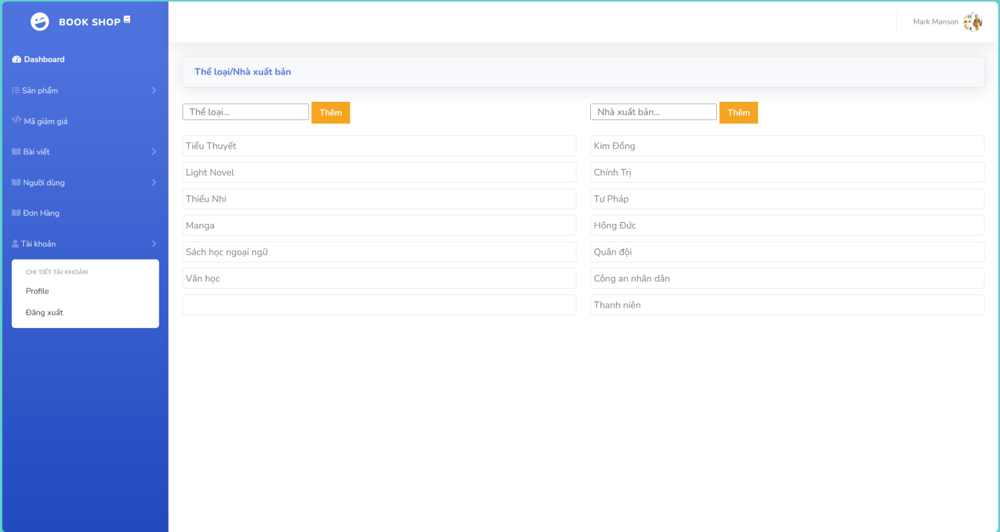 BOOK SHOP
Mark Manson
Dashboard
Sản phẩm
Mã giảm giá
Bài viết
Người dùng
Đơn Hàng
Tài khoản
CHI TIẾT TÀI KHOẢN
Profile
Đăng xuất
Thể loại/Nhà xuất bản
Thể loại... Thêm
Tiểu Thuyết
Light Novel
Thiếu Nhi
Manga
Sách học ngoại ngữ
Văn học
Nhà xuất bản... Thêm
Kim Đồng
Chính Trị
Tư Pháp
Hồng Đức
Quân đội
Công an nhân dân
Thanh niên